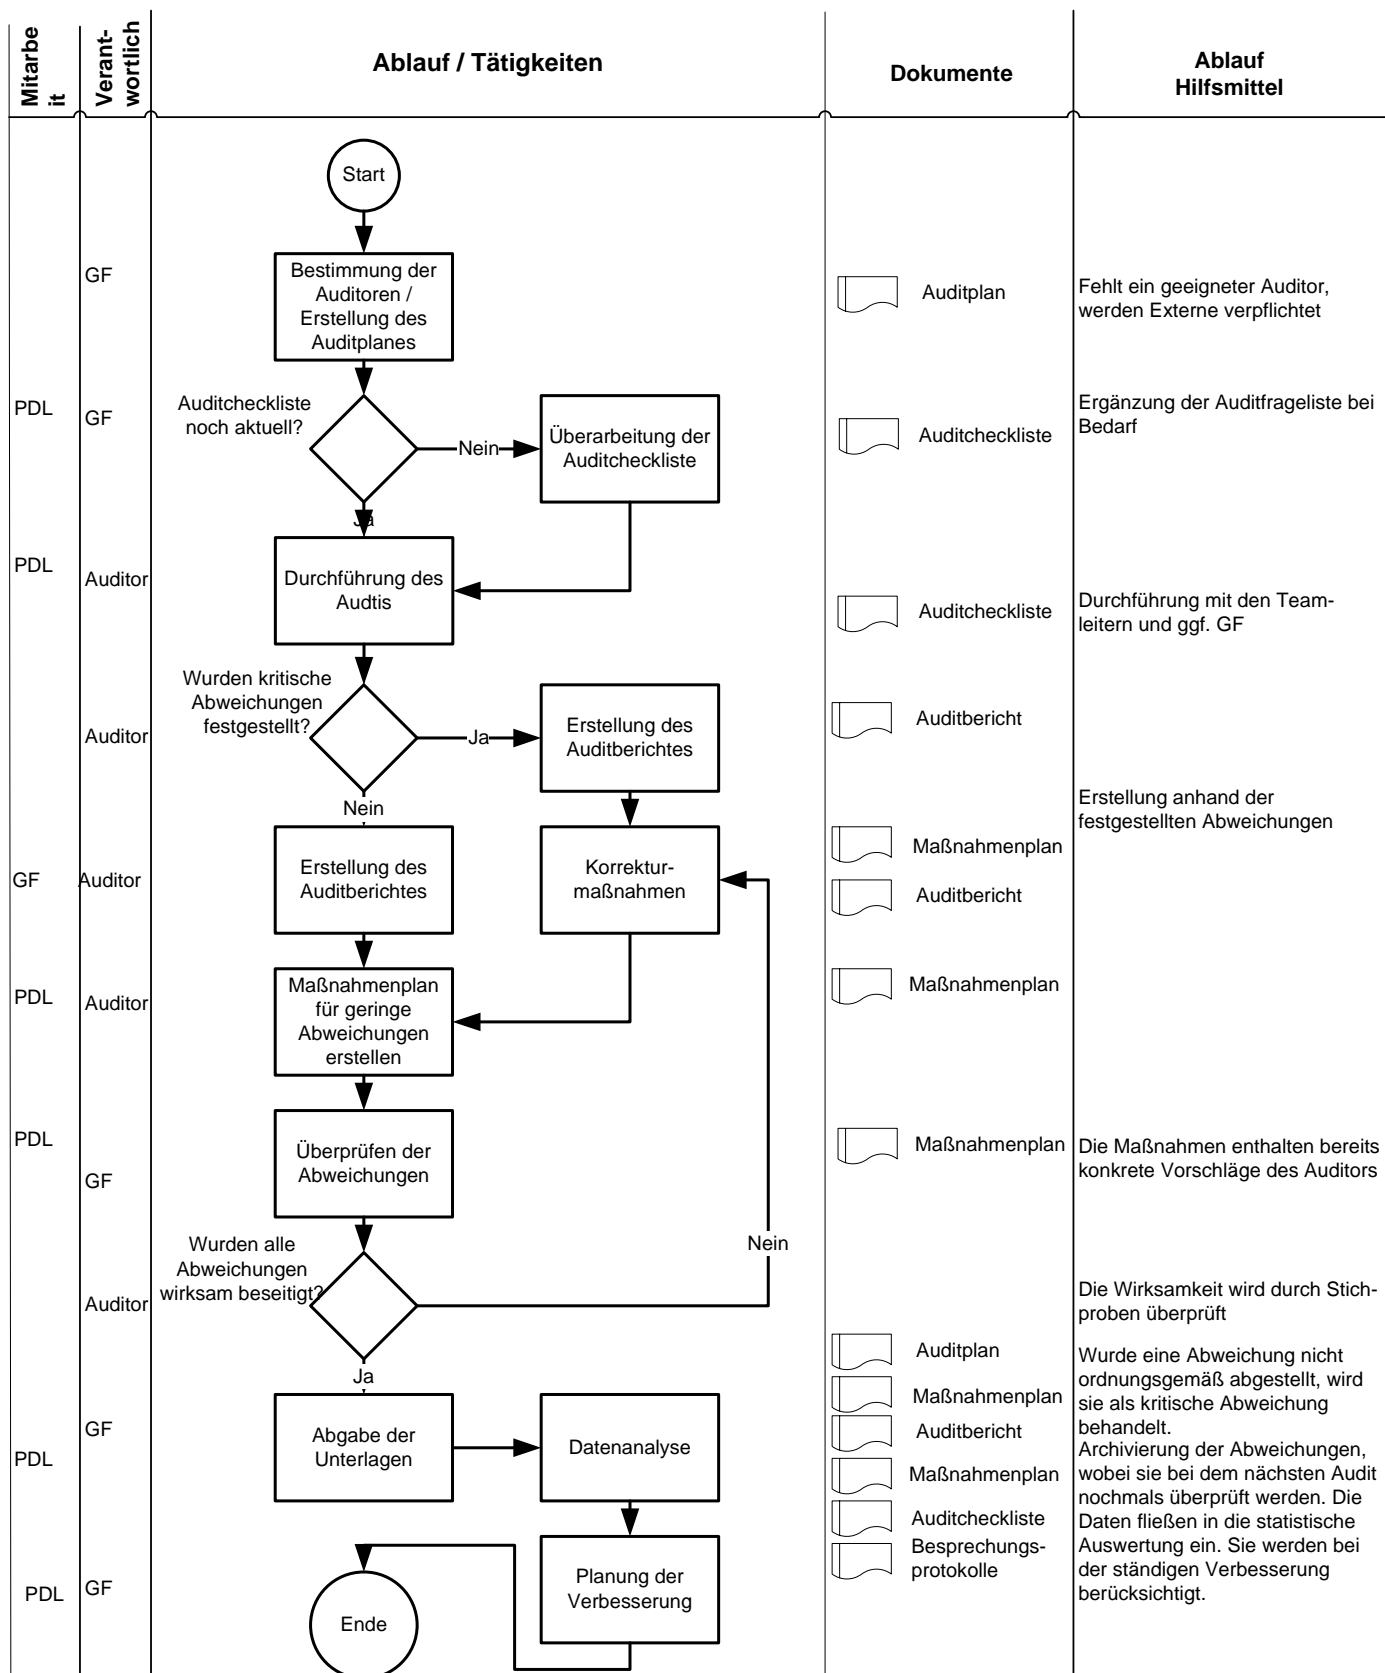 Mitarbe
it
Verant-
wortlich
Ablauf / Tätigkeiten
Dokumente
Ablauf
Hilfsmittel
Start
GF
Bestimmung der
Auditoren /
Erstellung des
Auditplanes
Auditplan
Fehlt ein geeigneter Auditor,
werden Externe verpflichtet
PDL
GF
Auditcheckliste
noch aktuell?
Nein
Überarbeitung der
Auditcheckliste
Auditcheckliste
Ergänzung der Auditfrageliste bei
Bedarf
Ja
PDL
Auditor
Durchführung des
Audtis
Auditcheckliste
Durchführung mit den Team-
leitern und ggf. GF
Wurden kritische
Abweichungen
festgestellt?
Auditor
Ja
Erstellung des
Auditberichtes
Auditbericht
Nein
Erstellung anhand der
festgestellten Abweichungen
GF
Auditor
Erstellung des
Auditberichtes
Korrektur-
maßnahmen
Maßnahmenplan
Auditbericht
PDL
Auditor
Maßnahmenplan
für geringe
Abweichungen
erstellen
Maßnahmenplan
PDL
GF
Überprüfen der
Abweichungen
Maßnahmenplan
Die Maßnahmen enthalten bereits
konkrete Vorschläge des Auditors
Wurden alle
Abweichungen
wirksam beseitigt?
Nein
Auditor
Die Wirksamkeit wird durch Stich-
proben überprüft
Ja
Auditplan
Maßnahmenplan
Auditbericht
Maßnahmenplan
Auditcheckliste
Besprechungs-
protokolle
Wurde eine Abweichung nicht
ordnungsgemäß abgestellt, wird
sie als kritische Abweichung
behandelt.
Archivierung der Abweichungen,
wobei sie bei dem nächsten Audit
nochmals überprüft werden. Die
Daten fließen in die statistische
Auswertung ein. Sie werden bei
der ständigen Verbesserung
berücksichtigt.
GF
PDL
Abgabe der
Unterlagen
Datenanalyse
PDL
GF
Ende
Planung der
Verbesserung